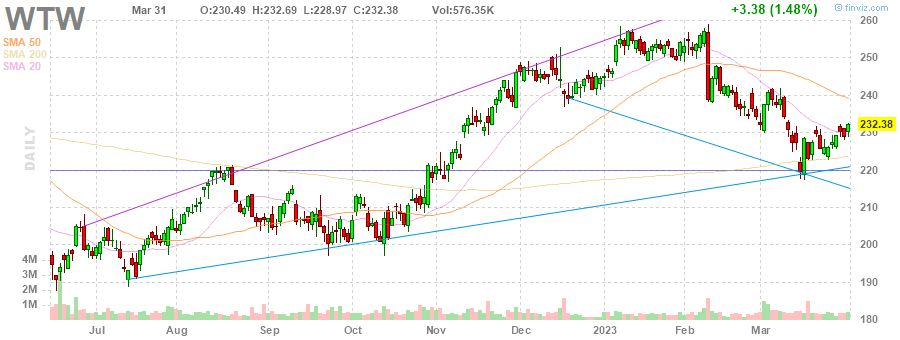 WTW Mar 31 O:230.49 H:232.69 L:228.97 C:232.38 Vol:576.35K +3.38 (1.48%) © finviz.com
SMA 50
SMA 200
SMA 20
DAILY
260
250
240
232.38
230
220
210
200
190
180
4M
3M
2M
1M
Jul Aug Sep Oct Nov Dec 2023 Feb Mar